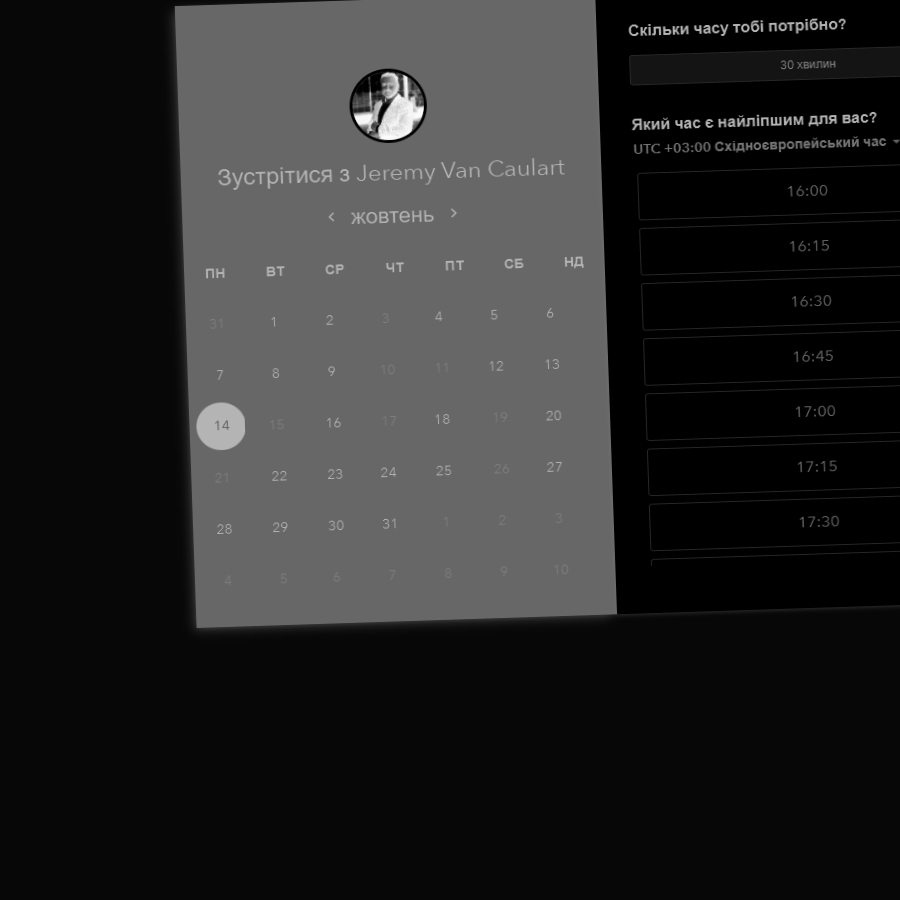 Зустрітися з Jeremy Van Caulart
‹ жовтень ›
ПН ВТ СР ЧТ ПТ СБ НД
31 1 2 3 4 5 6
7 8 9 10 11 12 13
14 15 16 17 18 19 20
21 22 23 24 25 26 27
28 29 30 31 1 2 3
4 5 6 7 8 9 10
Скільки часу тобі потрібно?
30 хвилин
Який час є найліпшим для вас?
UTC +03:00 Східноєвропейський час
16:00
16:15
16:30
16:45
17:00
17:15
17:30